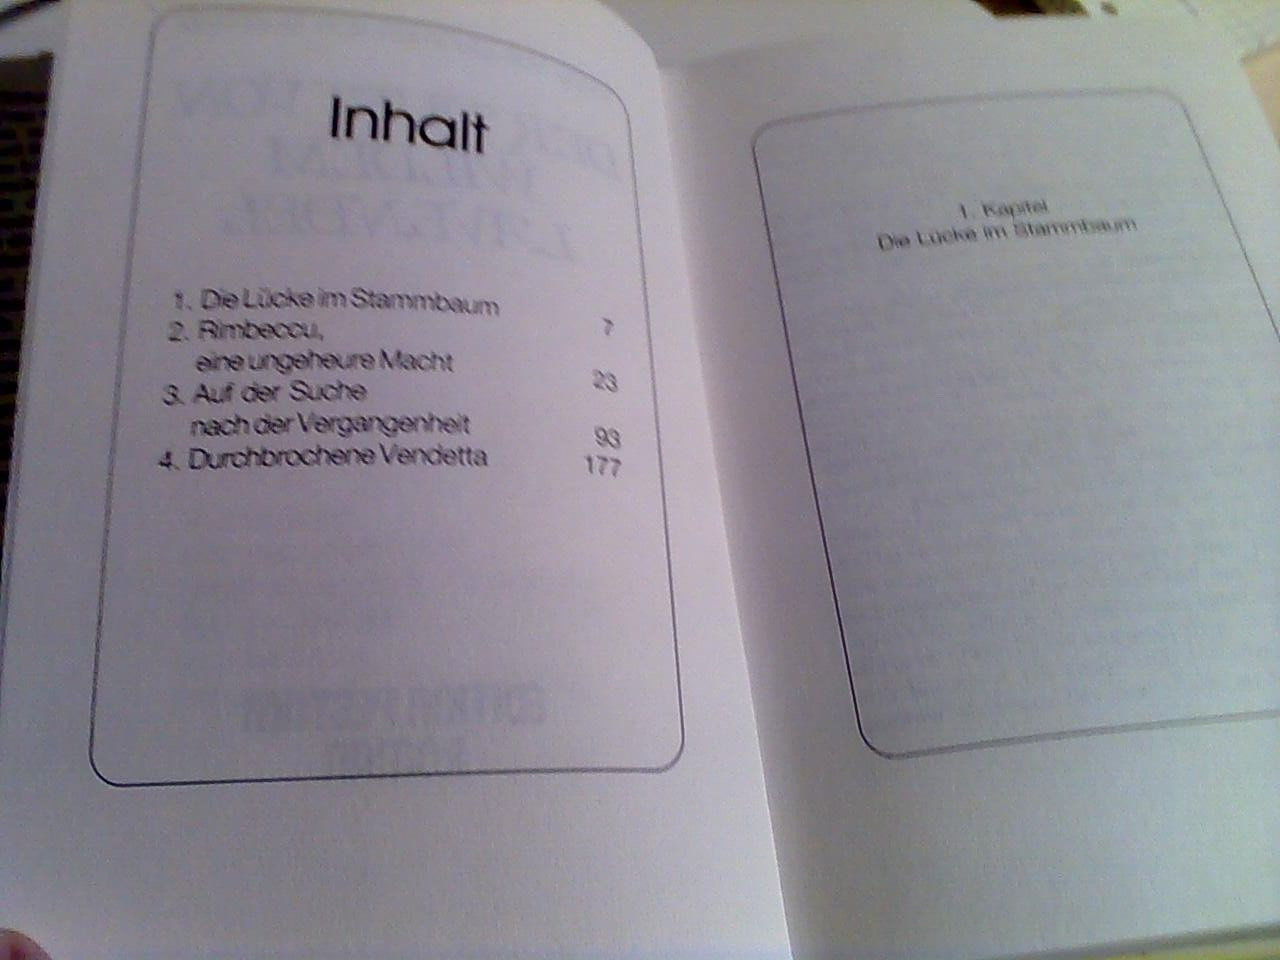 Inhalt
1. Die Lücke im Stammbaum 7
2. Rimbeccu,
eine ungeheure Macht 23
3. Auf der Suche
nach der Vergangenheit 93
4. Durchbrochene Vendetta 177
1. Kapitel
Die Lücke im Stammbaum